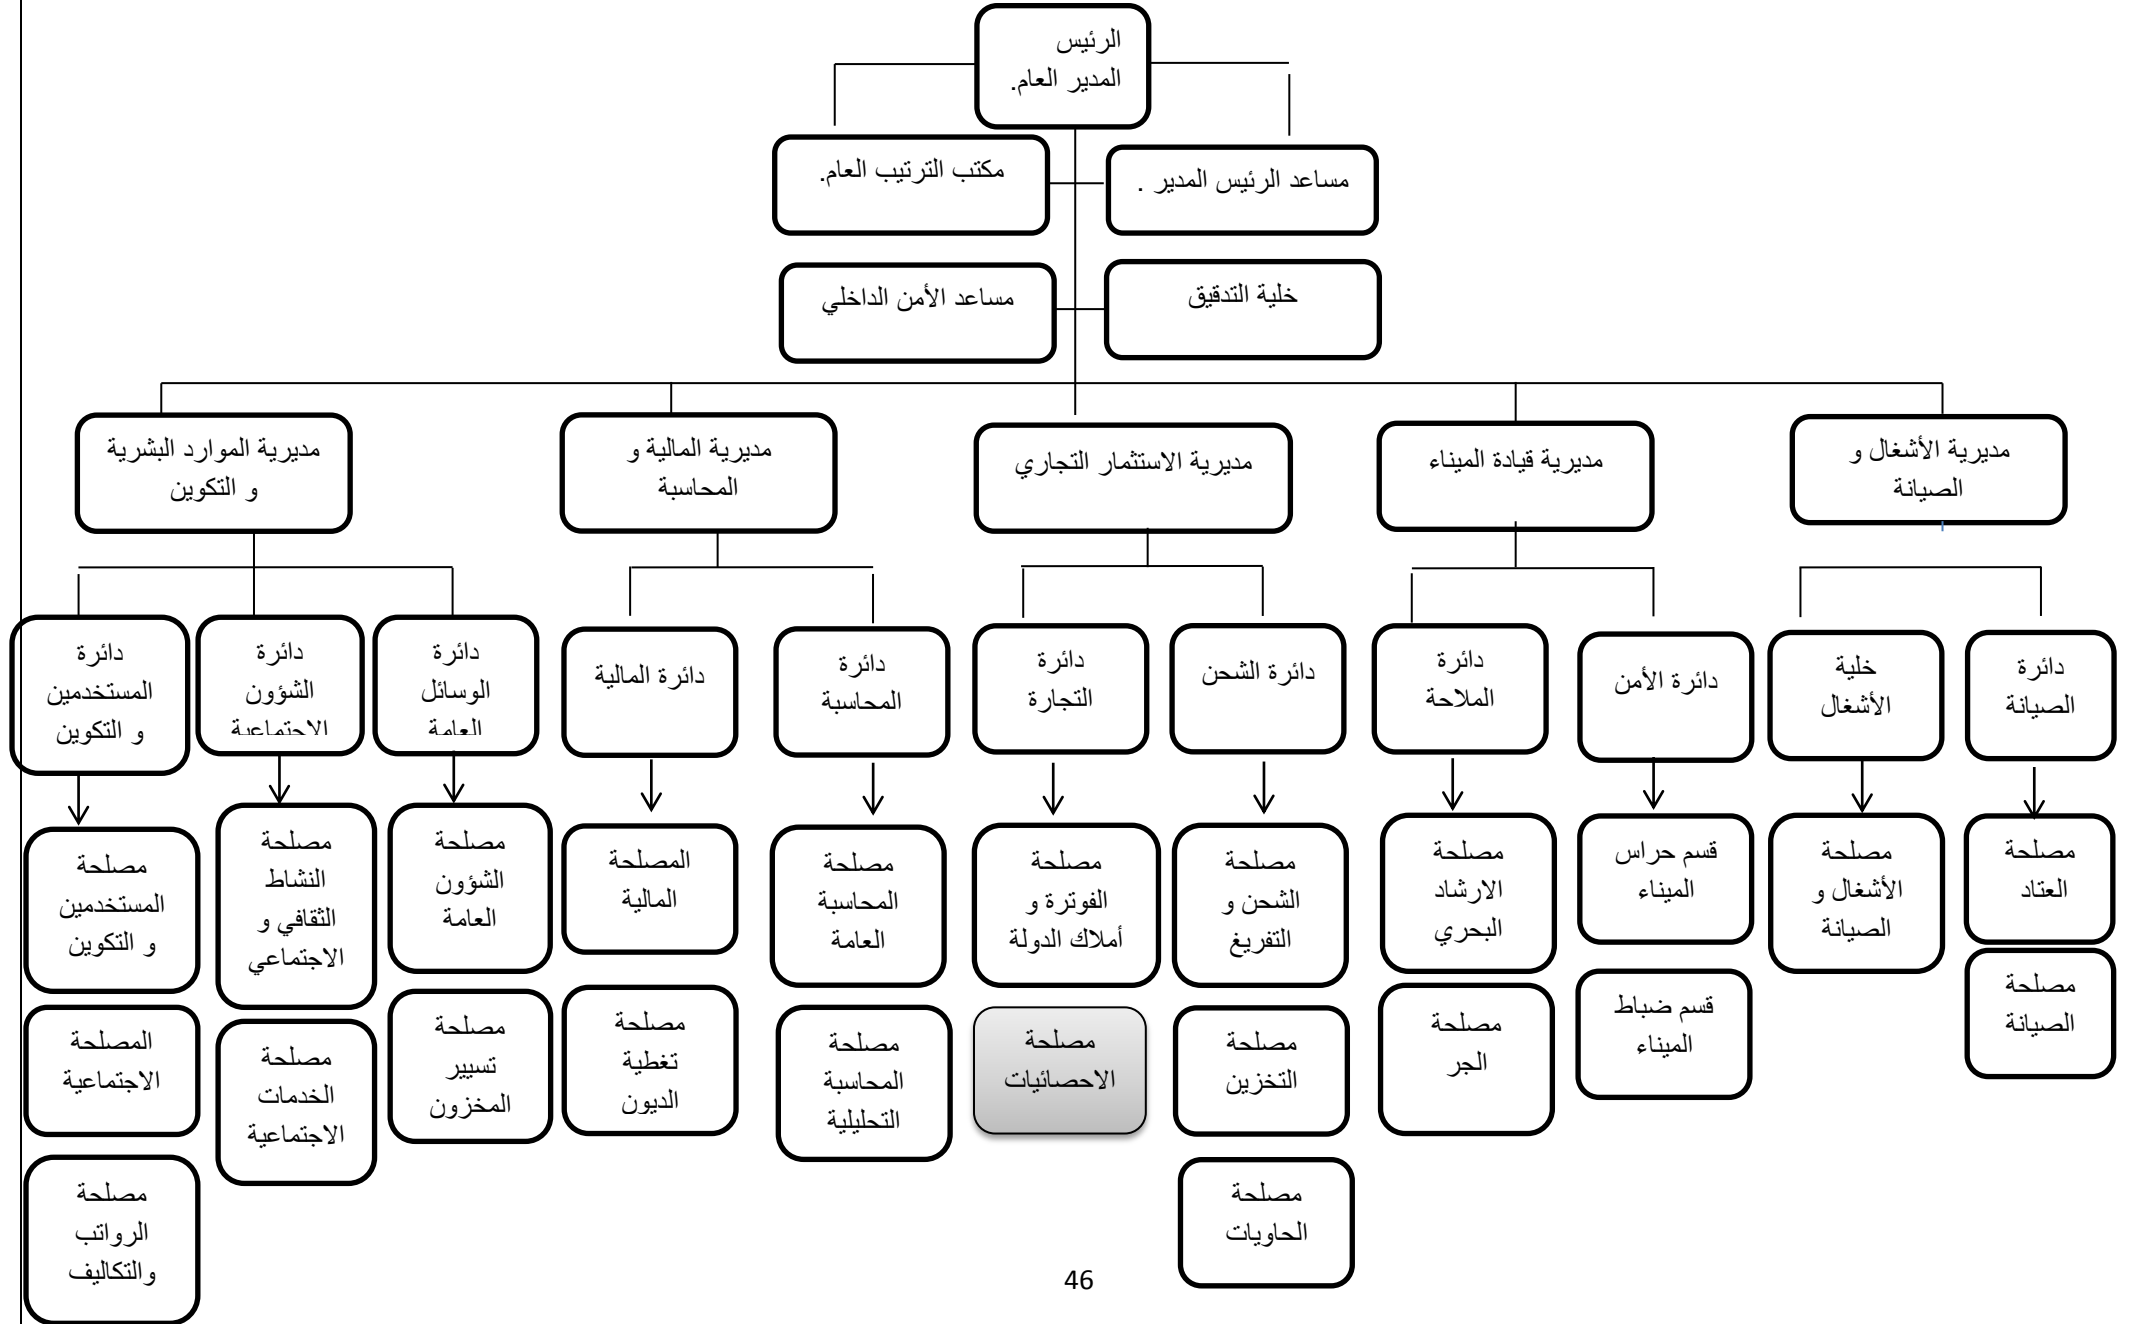 الرئيس
المدير العام.
مساعد الرئيس المدير .
مكتب الترتيب العام.
خلية التدقيق
مساعد الأمن الداخلي
مديرية الأشغال و
الصيانة
مديرية قيادة الميناء
مديرية الاستثمار التجاري
مديرية المالية و
المحاسبة
مديرية الموارد البشرية
و التكوين
دائرة
الصيانة
خلية
الأشغال
دائرة الأمن
دائرة
الملاحة
دائرة الشحن
دائرة
التجارة
دائرة
المحاسبة
دائرة المالية
دائرة
الوسائل
العامة
دائرة
الشؤون
الاجتماعية
دائرة
المستخدمين
و التكوين
مصلحة
العتاد
مصلحة
الأشغال و
الصيانة
قسم حراس
الميناء
مصلحة
الارشاد
البحري
مصلحة
الشحن و
التفريغ
مصلحة
الفوترة و
أملاك الدولة
مصلحة
المحاسبة
العامة
المصلحة
المالية
مصلحة
الشؤون
العامة
مصلحة
النشاط
الثقافي و
الاجتماعي
مصلحة
المستخدمين
و التكوين
مصلحة
الصيانة
قسم ضباط
الميناء
مصلحة
الجر
مصلحة
التخزين
مصلحة
الاحصائيات
مصلحة
المحاسبة
التحليلية
مصلحة
تغطية
الديون
مصلحة
تسيير
المخزون
مصلحة
الخدمات
الاجتماعية
المصلحة
الاجتماعية
مصلحة
الحاويات
مصلحة
الرواتب
والتكاليف
46